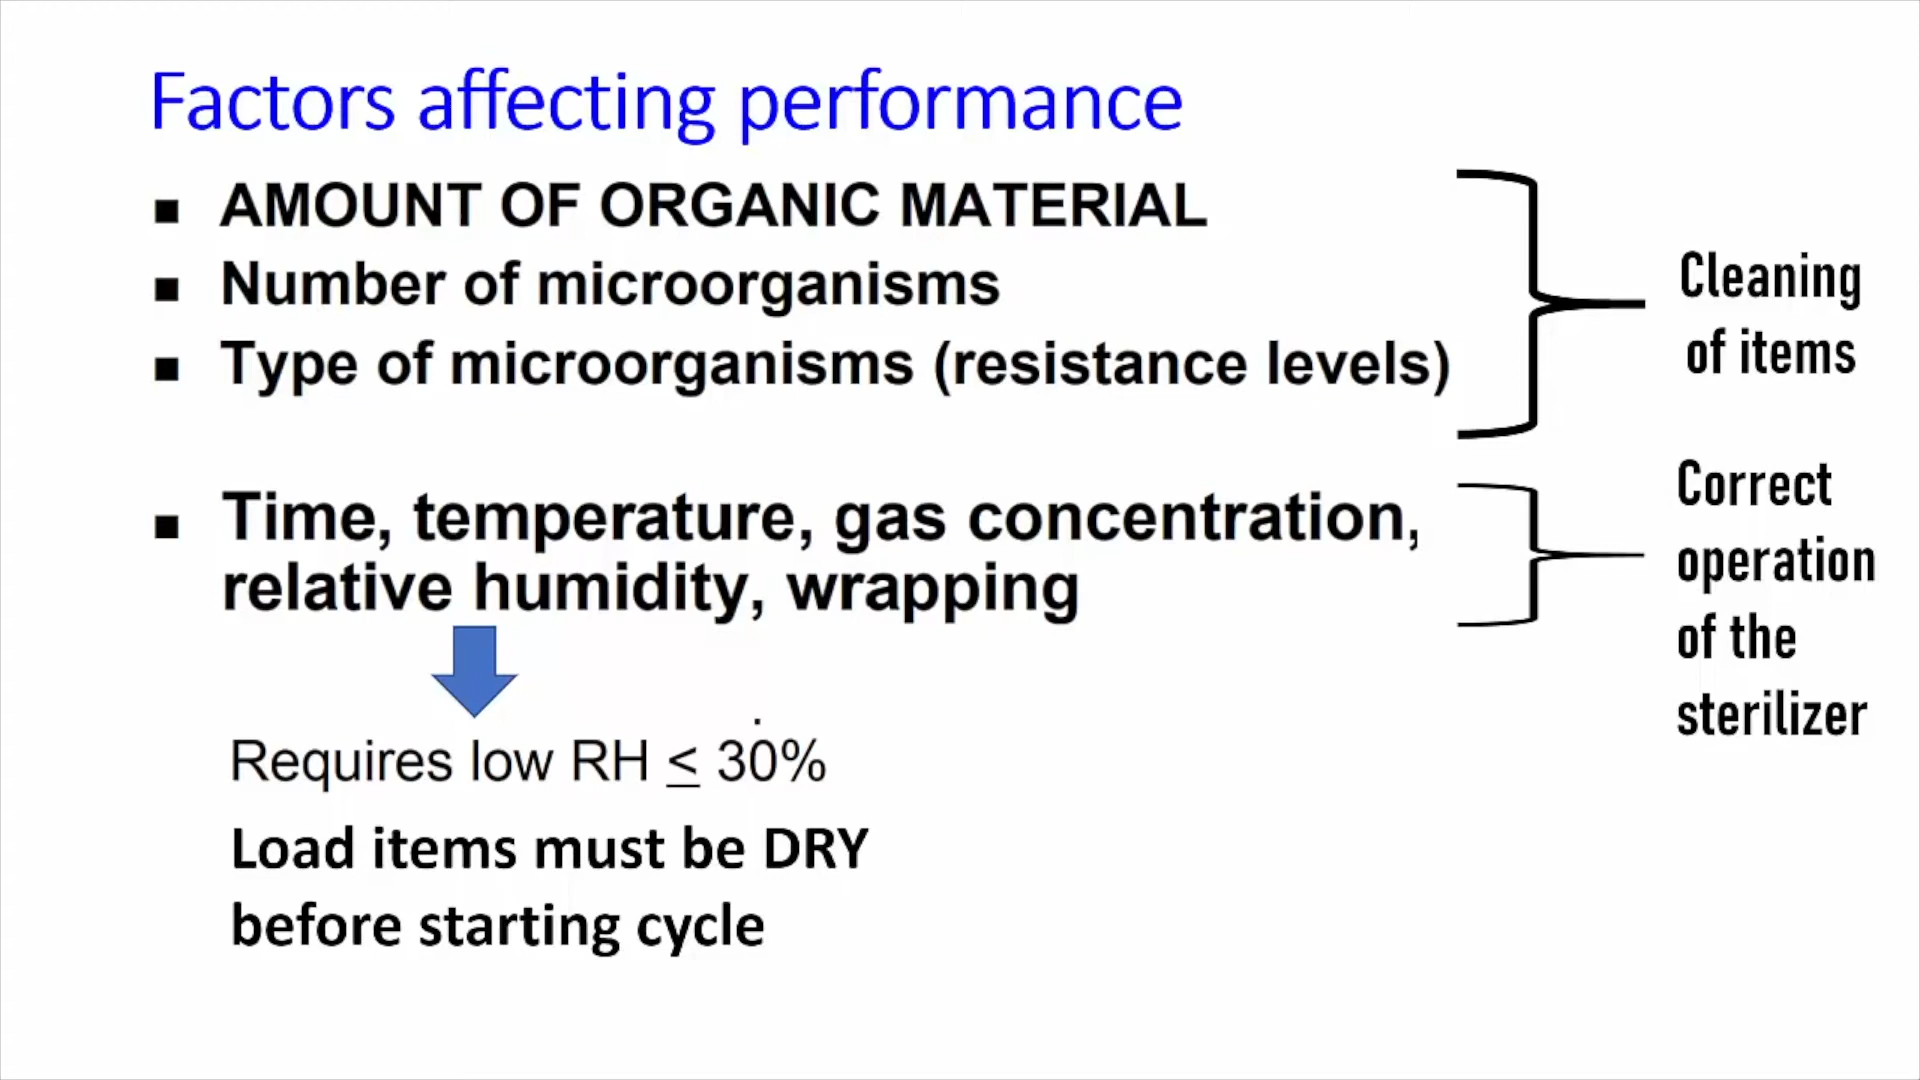 Factors affecting performance
▪ AMOUNT OF ORGANIC MATERIAL
▪ Number of microorganisms
▪ Type of microorganisms (resistance levels)
Cleaning
of items
▪ Time, temperature, gas concentration,
relative humidity, wrapping
Correct
operation
of the
sterilizer
Requires low RH ≤ 30%
Load items must be DRY
before starting cycle